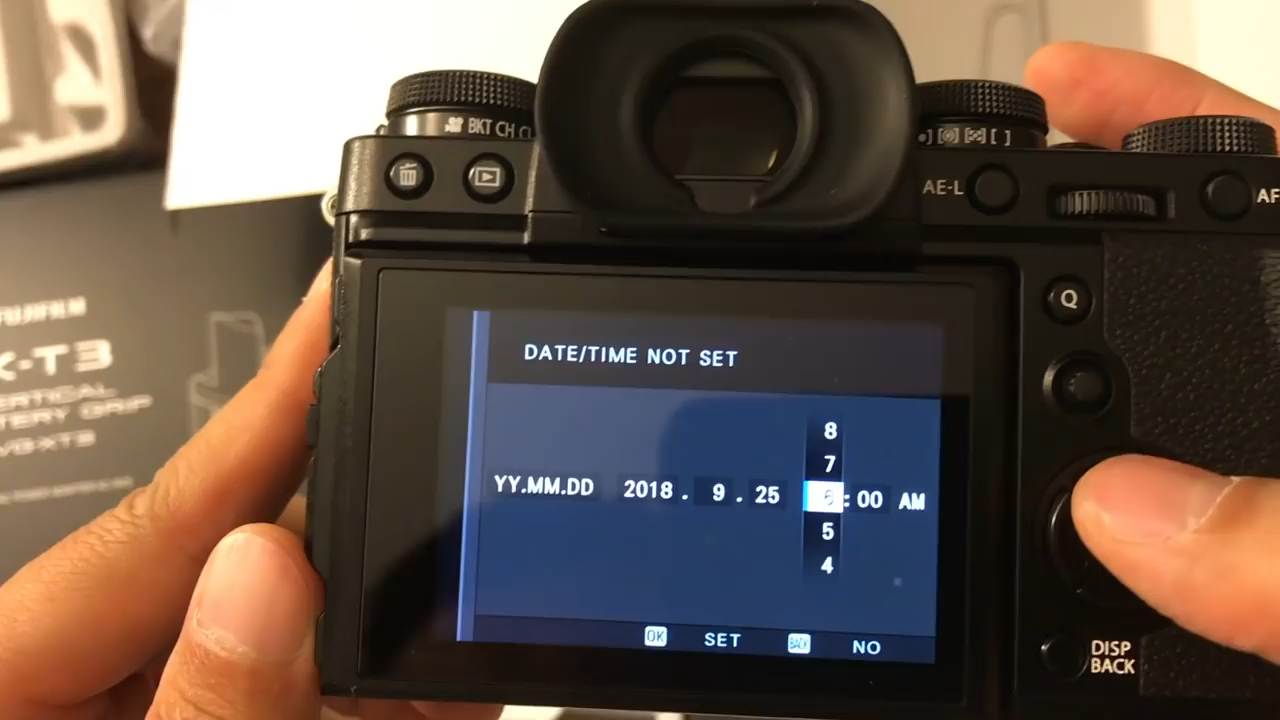 BKT CH CL
AE-L
AF
Q
FUJIFILM
X-T3
VERTICAL
BATTERY GRIP
VG-XT3
DATE/TIME NOT SET
8
7
YY.MM.DD 2018 . 9 . 25 6 : 00 AM
5
4
OK SET BACK NO
DISP
BACK